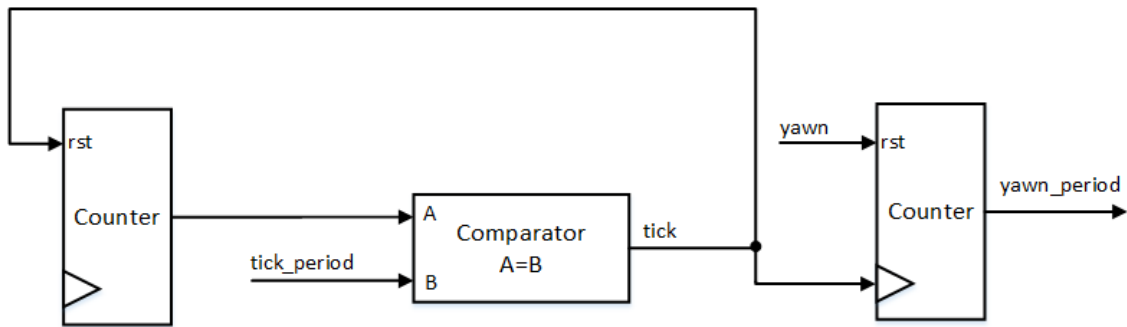 rst
Counter
A
tick_period
B
Comparator
A=B
tick
yawn
rst
Counter
yawn_period